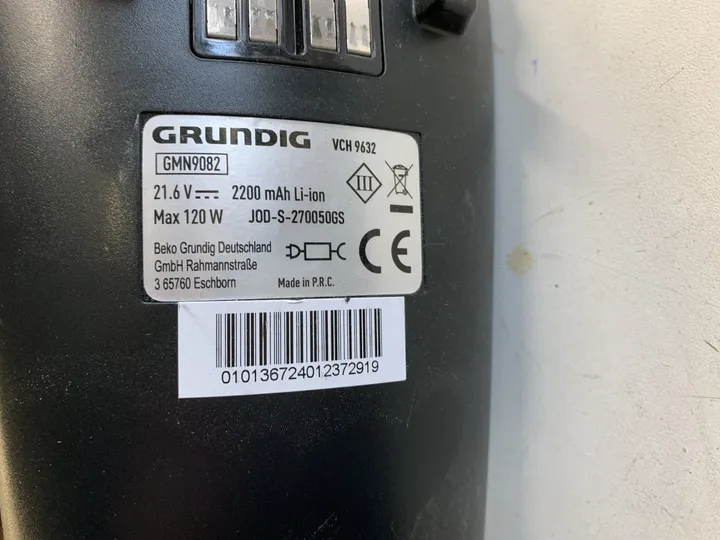 GRUNDIG VCH 9632
GMN9082
21.6 V 2200 mAh Li-ion
Max 120 W JOD-S-270050GS
III
Beko Grundig Deutschland
GmbH Rahmannstraße
3 65760 Eschborn
CE
Made in P.R.C.
010136724012372919